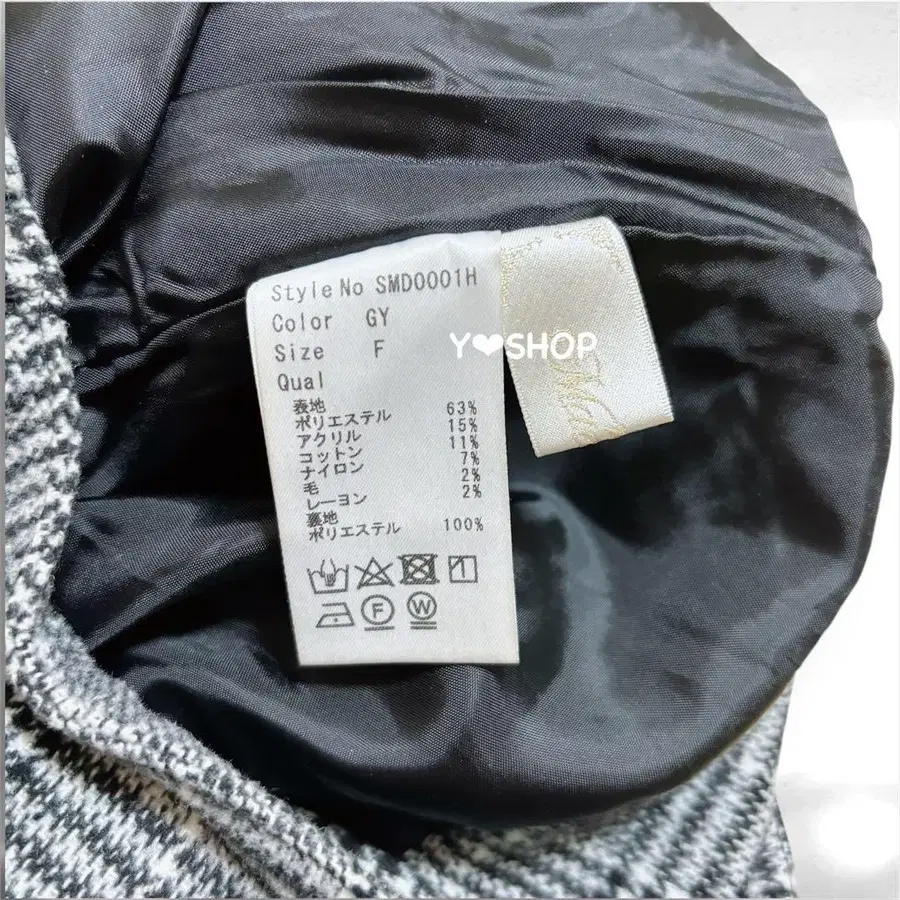 Style No SMD0001H
Color GY
Size F
Qual
表地
ポリエステル 63%
アクリル 15%
コットン 11%
ナイロン 7%
毛 2%
レーヨン 2%
裏地
ポリエステル 100%
F W
Y❤SHOP